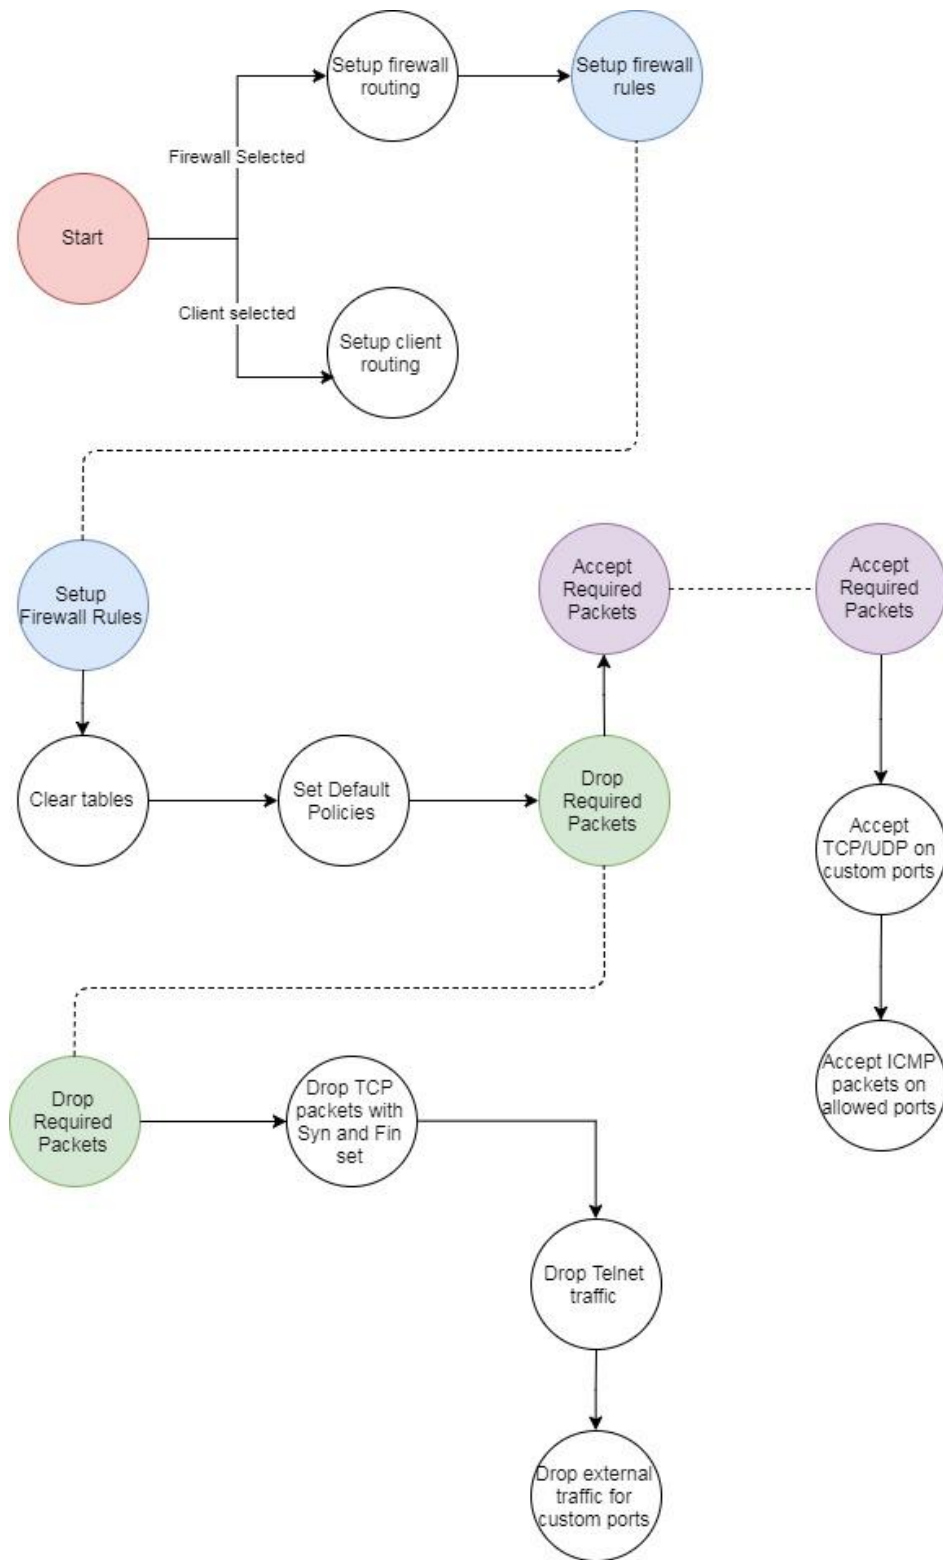 Setup firewall
routing
Setup firewall
rules
Firewall Selected
Start
Client selected
Setup client
routing
Setup
Firewall Rules
Accept
Required
Packets
Accept
Required
Packets
Clear tables
Set Default
Policies
Drop
Required
Packets
Accept
TCP/UDP on
custom ports
Accept ICMP
packets on
allowed ports
Drop
Required
Packets
Drop TCP
packets with
Syn and Fin
set
Drop Telnet
traffic
Drop external
traffic for
custom ports